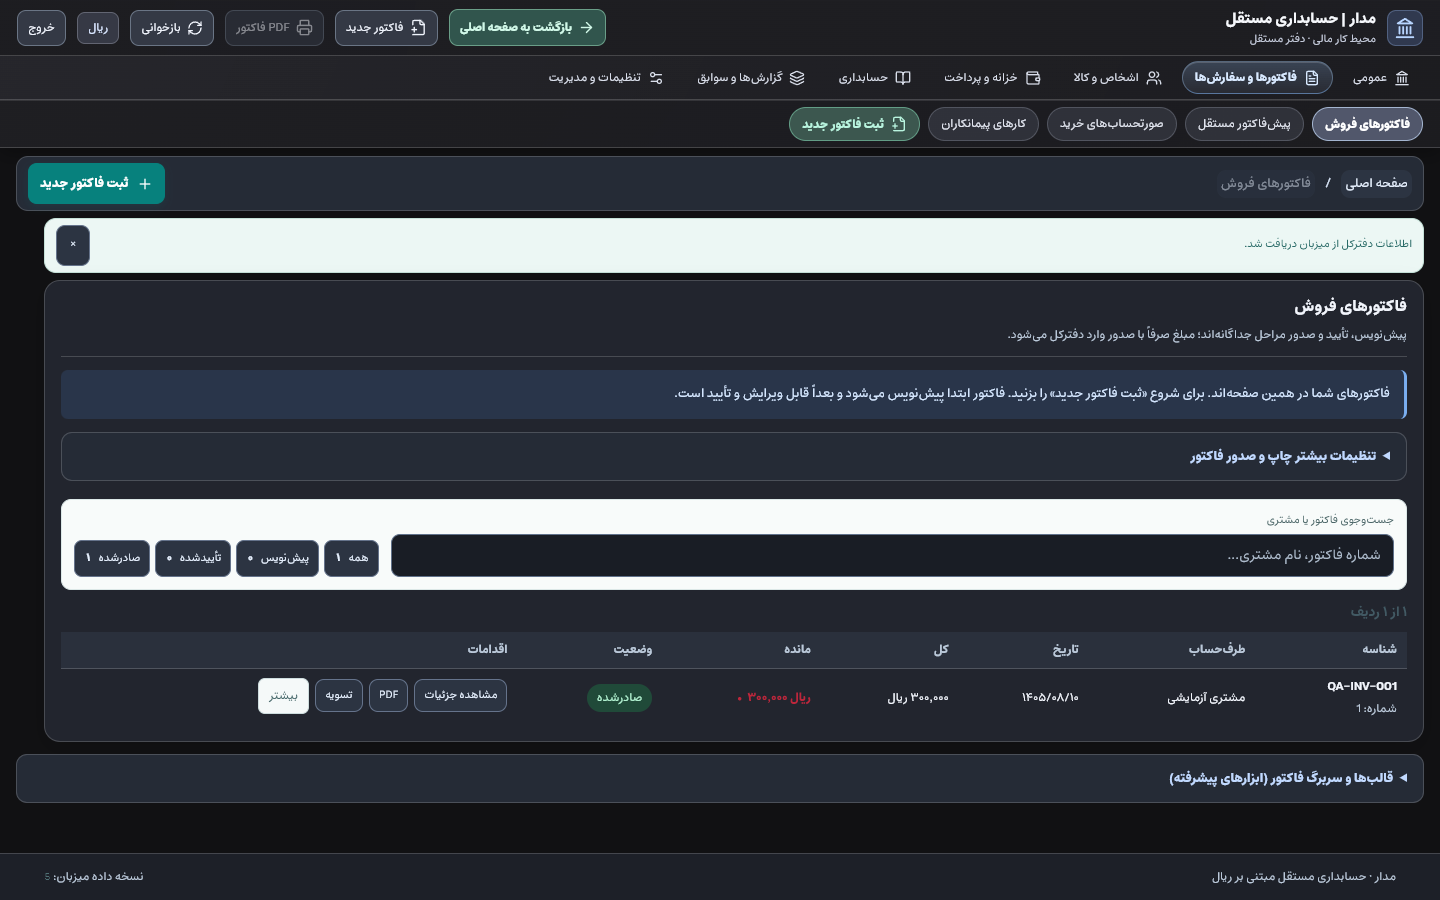 مدار | حسابداری مستقل
محیط کار مالی · دفتر مستقل
بازگشت به صفحه اصلی
فاکتور جدید
PDF فاکتور
بازخوانی
ریال
خروج
عمومی
فاکتورها و سفارش‌ها
اشخاص و کالا
خزانه و پرداخت
حسابداری
گزارش‌ها و سوابق
تنظیمات و مدیریت
فاکتورهای فروش
پیش‌فاکتور مستقل
صورتحساب‌های خرید
کارهای پیمانکاران
ثبت فاکتور جدید
صفحه اصلی / فاکتورهای فروش
+ ثبت فاکتور جدید
اطلاعات دفترکل از میزبان دریافت شد.
×
فاکتورهای فروش
پیش‌نویس، تأیید و صدور مراحل جداگانه‌اند؛ مبلغ صرفاً با صدور وارد دفترکل می‌شود.
فاکتورهای شما در همین صفحه‌اند. برای شروع «ثبت فاکتور جدید» را بزنید. فاکتور ابتدا پیش‌نویس می‌شود و بعداً قابل ویرایش و تأیید است.
تنظیمات بیشتر چاپ و صدور فاکتور
جست‌وجوی فاکتور یا مشتری
شماره فاکتور، نام مشتری...
همه ۱
پیش‌نویس ۰
تأییدشده ۰
صادرشده ۱
۱ از ۱ ردیف
شناسه طرف‌حساب تاریخ کل مانده وضعیت اقدامات
QA-INV-001
شماره: 1
مشتری آزمایشی
۱۴۰۵/۰۸/۱۰
۳۰۰٬۰۰۰ ریال
ریال ۳۰۰٬۰۰۰ •
صادرشده
مشاهده جزئیات
PDF
تسویه
بیشتر
قالب‌ها و سربرگ فاکتور (ابزارهای پیشرفته)
مدار · حسابداری مستقل مبتنی بر ریال
نسخه داده میزبان: 5